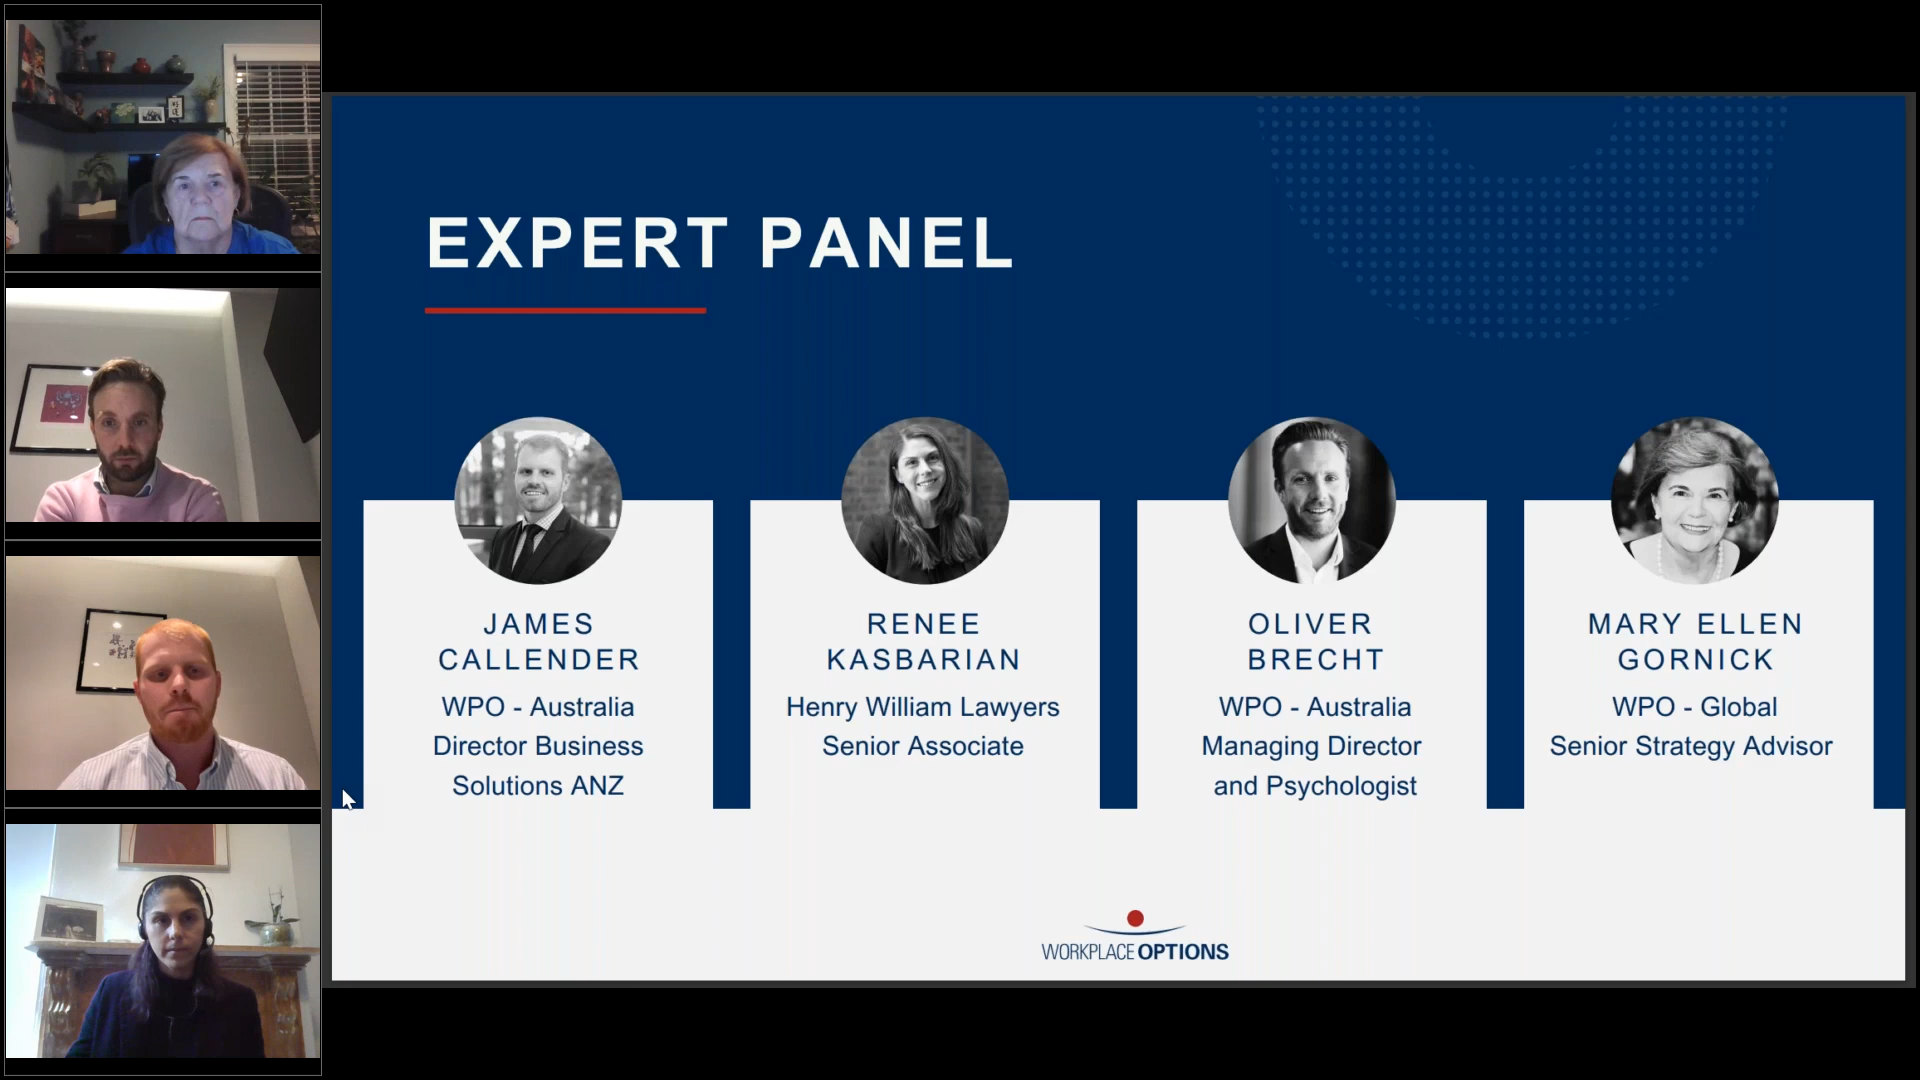 EXPERT PANEL
JAMES
CALLENDER
WPO - Australia
Director Business
Solutions ANZ
RENEE
KASBARIAN
Henry William Lawyers
Senior Associate
OLIVER
BRECHT
WPO - Australia
Managing Director
and Psychologist
MARY ELLEN
GORNICK
WPO - Global
Senior Strategy Advisor
WORKPLACE OPTIONS